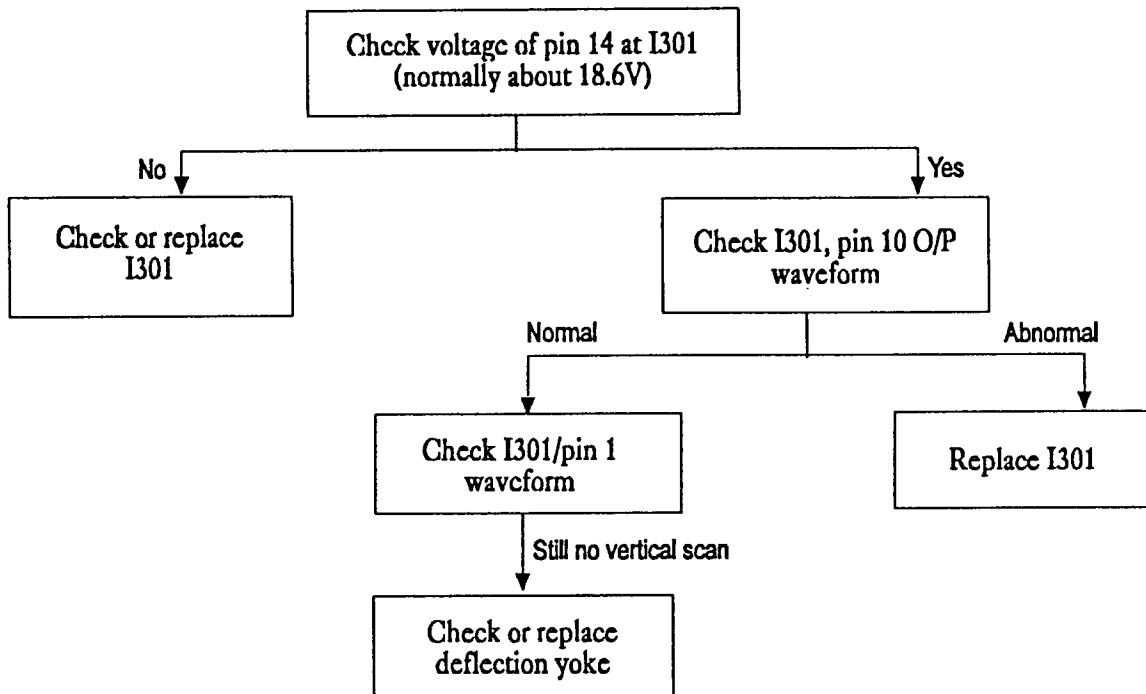 Check voltage of pin 14 at I301
(normally about 18.6V)
No
Yes
Check or replace
I301
Check I301, pin 10 O/P
waveform
Normal
Abnormal
Check I301/pin 1
waveform
Replace I301
Still no vertical scan
Check or replace
deflection yoke